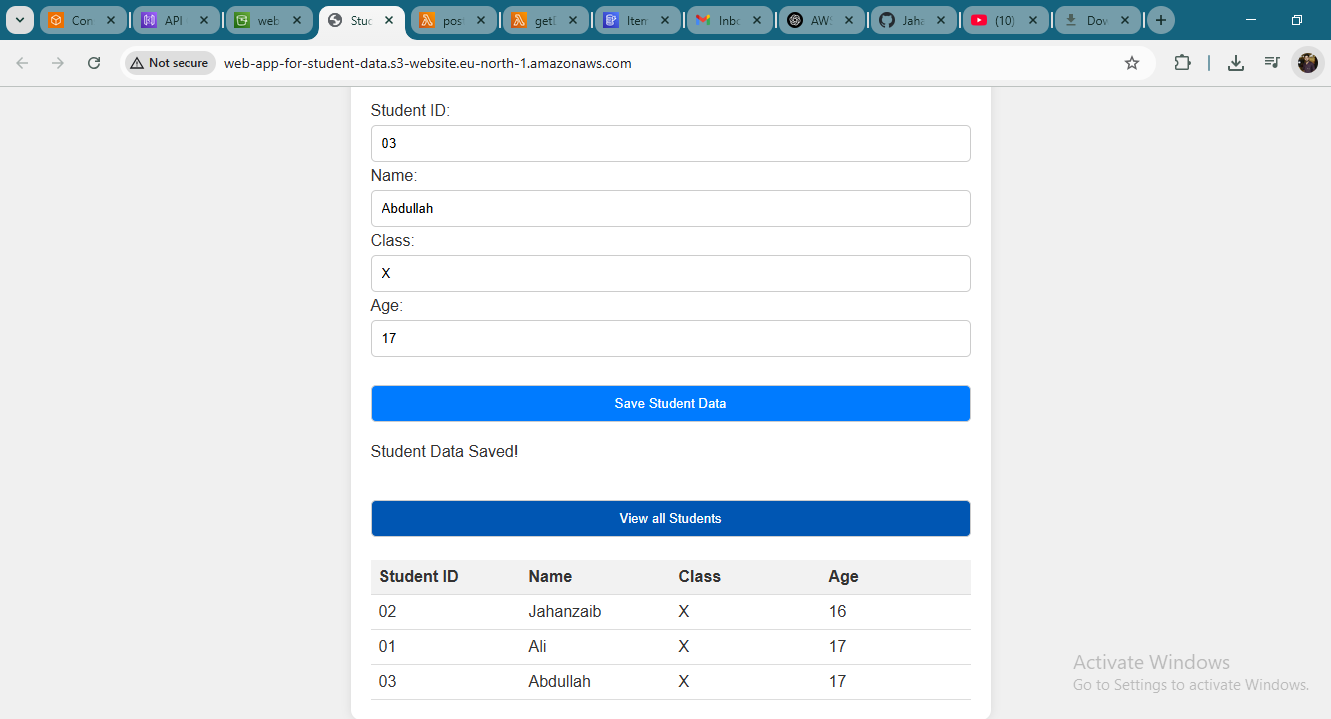 Con
API
web
Stud
post
getD
Item
Inbo
AWS
Jaha
(10)
Dow
Not secure
web-app-for-student-data.s3-website.eu-north-1.amazonaws.com
Student ID:
03
Name:
Abdullah
Class:
X
Age:
17
Save Student Data
Student Data Saved!
View all Students
Student ID Name Class Age
02 Jahanzaib X 16
01 Ali X 17
03 Abdullah X 17
Activate Windows
Go to Settings to activate Windows.